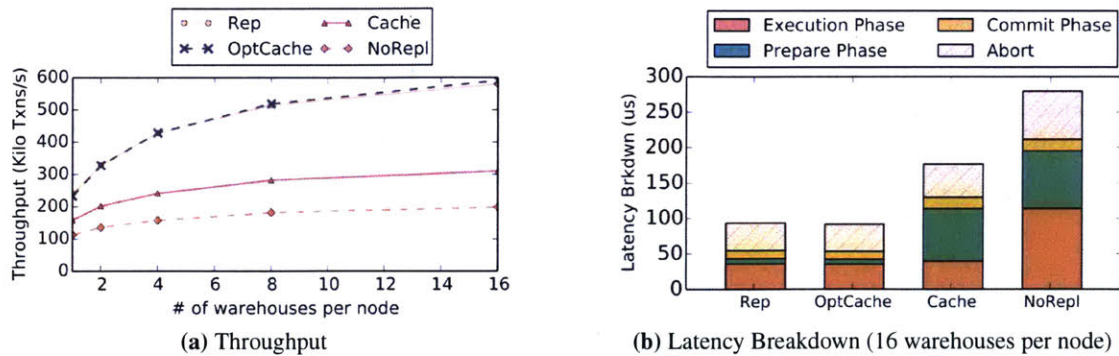 Rep Cache
OptCache NoRepl
Throughput (Kilo Txns/s)
600
500
400
300
200
100
0
2 4 6 8 10 12 14 16
# of warehouses per node
(a) Throughput
Execution Phase Commit Phase
Prepare Phase Abort
Latency Brkdwn (us)
300
250
200
150
100
50
0
Rep OptCache Cache NoRepl
(b) Latency Breakdown (16 warehouses per node)